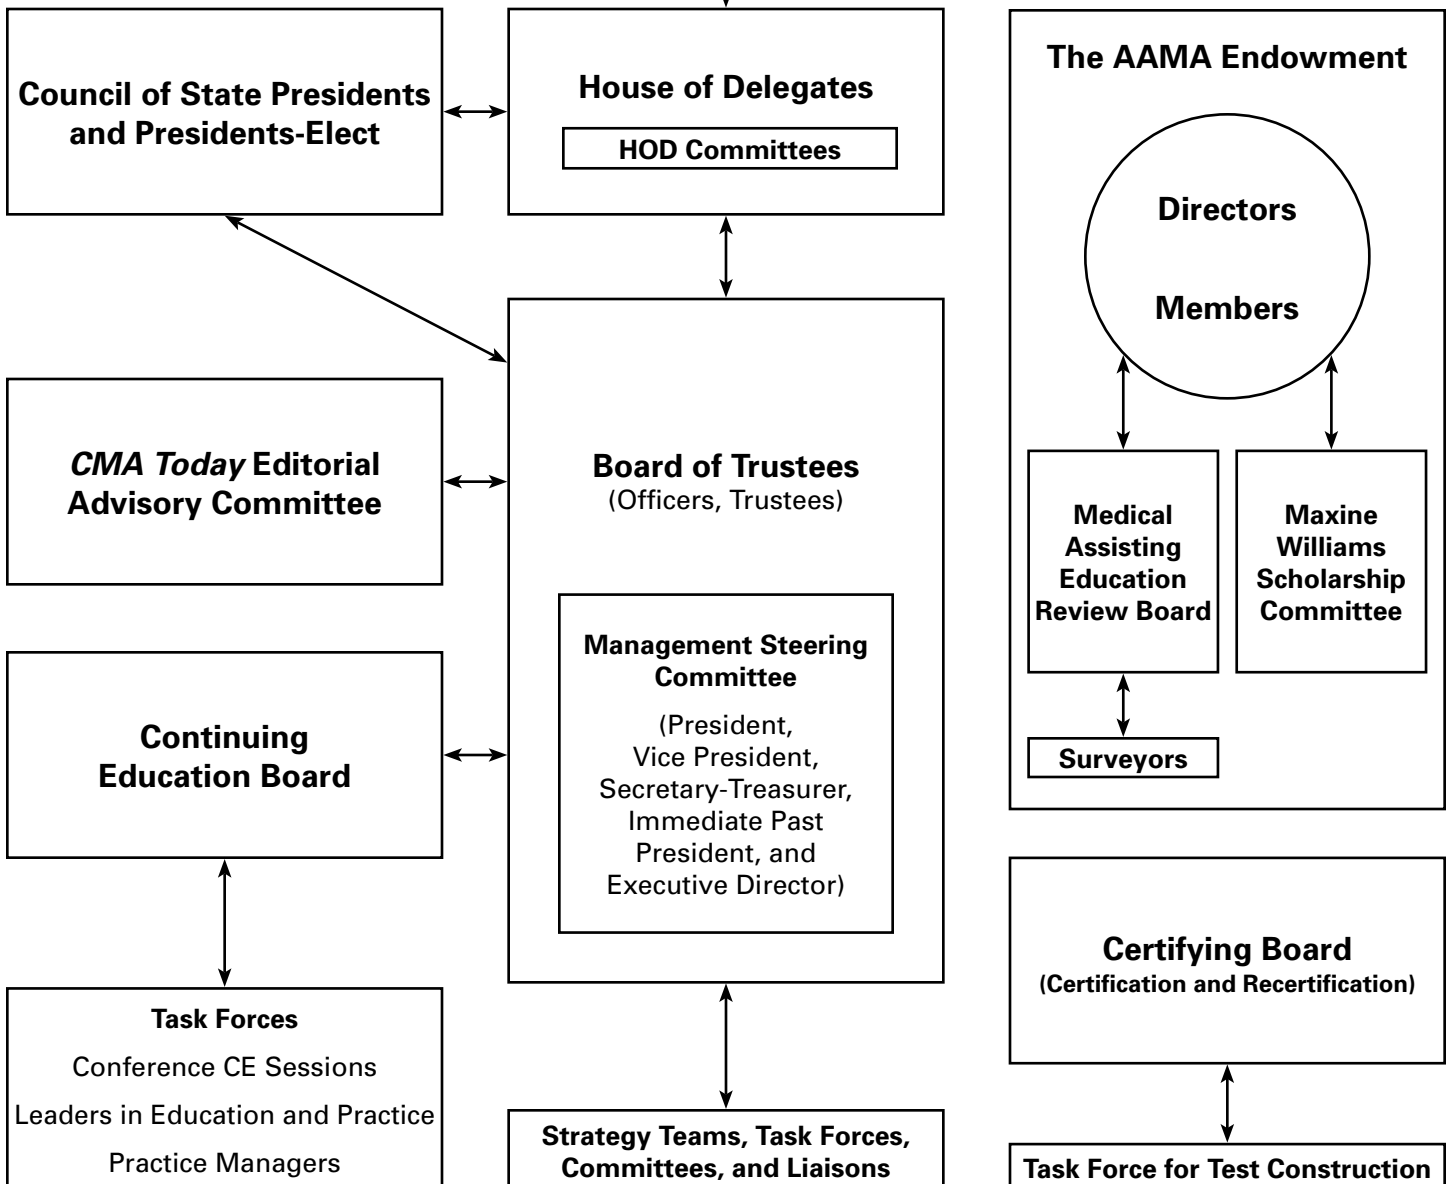 Council of State Presidents
and Presidents-Elect
House of Delegates
HOD Committees
CMA Today Editorial
Advisory Committee
Board of Trustees
(Officers, Trustees)
Management Steering
Committee
(President,
Vice President,
Secretary-Treasurer,
Immediate Past
President, and
Executive Director)
Continuing
Education Board
Task Forces
Conference CE Sessions
Leaders in Education and Practice
Practice Managers
Strategy Teams, Task Forces,
Committees, and Liaisons
The AAMA Endowment
Directors
Members
Medical
Assisting
Education
Review Board
Maxine
Williams
Scholarship
Committee
Surveyors
Certifying Board
(Certification and Recertification)
Task Force for Test Construction